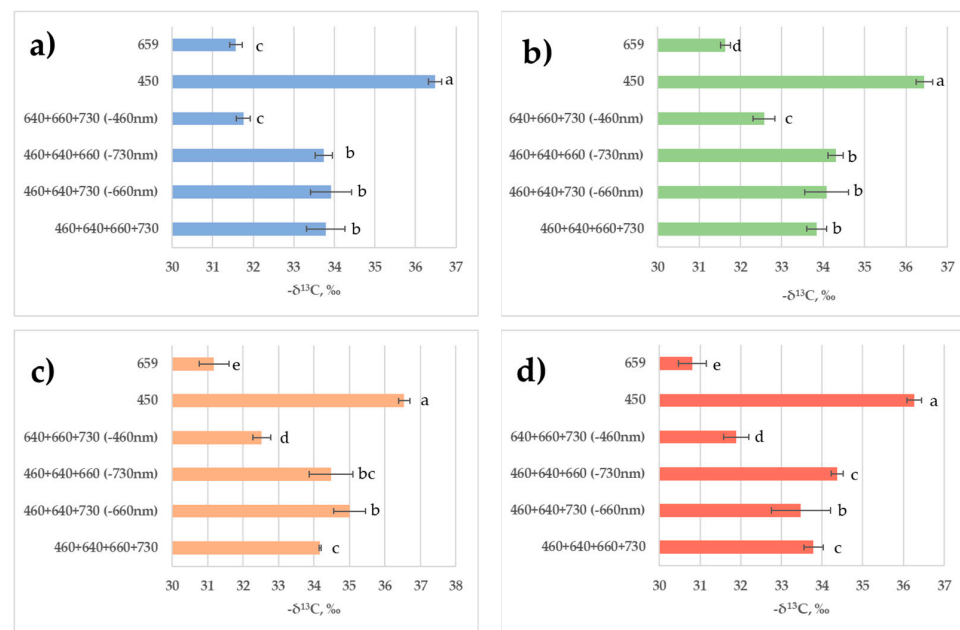 a)
659
c
450
a
640+660+730 (-460nm)
c
460+640+660 (-730nm)
b
460+640+730 (-660nm)
b
460+640+660+730
b
30 31 32 33 34 35 36 37
-δ¹³C, ‰
b)
659
d
450
a
640+660+730 (-460nm)
c
460+640+660 (-730nm)
b
460+640+730 (-660nm)
b
460+640+660+730
b
30 31 32 33 34 35 36 37
-δ¹³C, ‰
c)
659
e
450
a
640+660+730 (-460nm)
d
460+640+660 (-730nm)
bc
460+640+730 (-660nm)
b
460+640+660+730
c
30 31 32 33 34 35 36 37 38
-δ¹³C, ‰
d)
659
e
450
a
640+660+730 (-460nm)
d
460+640+660 (-730nm)
c
460+640+730 (-660nm)
b
460+640+660+730
c
30 31 32 33 34 35 36 37
-δ¹³C, ‰